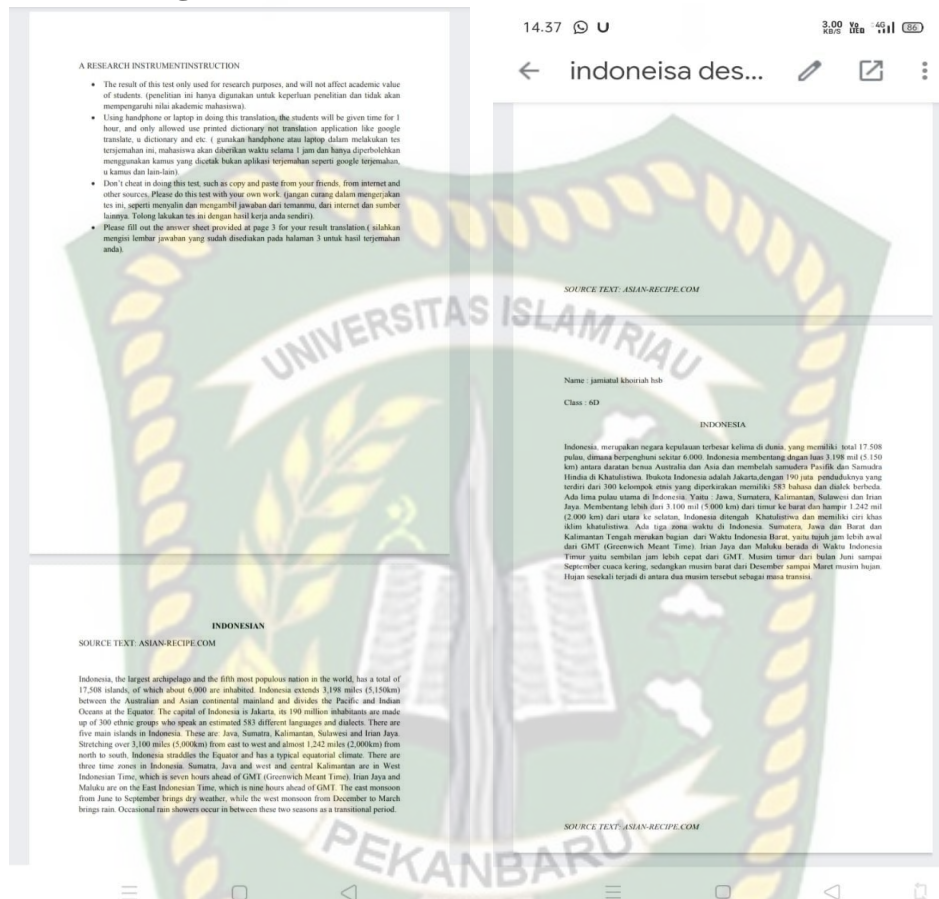 A RESEARCH INSTRUMENTINSTRUCTION
• The result of this test only used for research purposes, and will not affect academic value
of students. (penelitian ini hanya digunakan untuk keperluan penelitian dan tidak akan
mempengaruhi nilai akademic mahasiswa).
• Using handphone or laptop in doing this translation, the students will be given time for 1
hour, and only allowed use printed dictionary not translation application like google
translate, u dictionary and etc. ( gunakan handphone atau laptop dalam melakukan tes
terjemahan ini, mahasiswa akan diberikan waktu selama 1 jam dan hanya diperbolehkan
menggunakan kamus yang dicetak bukan aplikasi terjemahan seperti google terjemahan,
u kamus dan lain-lain).
• Don't cheat in doing this test, such as copy and paste from your friends, from internet and
other sources. Please do this test with your own work. (jangan curang dalam mengerjakan
tes ini, seperti menyalin dan mengambil jawaban dari temanmu, dari internet dan sumber
lainnya. Tolong lakukan tes ini dengan hasil kerja anda sendiri).
• Please fill out the answer sheet provided at page 3 for your result translation.( silahkan
mengisi lembar jawaban yang sudah disediakan pada halaman 3 untuk hasil terjemahan
anda).
INDONESIAN
SOURCE TEXT: ASIAN-RECIPE.COM
Indonesia, the largest archipelago and the fifth most populous nation in the world, has a total of
17,508 islands, of which about 6,000 are inhabited. Indonesia extends 3,198 miles (5,150km)
between the Australian and Asian continental mainland and divides the Pacific and Indian
Oceans at the Equator. The capital of Indonesia is Jakarta, its 190 million inhabitants are made
up of 300 ethnic groups who speak an estimated 583 different languages and dialects. There are
five main islands in Indonesia. These are: Java, Sumatra, Kalimantan, Sulawesi and Irian Jaya.
Stretching over 3,100 miles (5,000km) from east to west and almost 1,242 miles (2,000km) from
north to south, Indonesia straddles the Equator and has a typical equatorial climate. There are
three time zones in Indonesia. Sumatra, Java and west and central Kalimantan are in West
Indonesian Time, which is seven hours ahead of GMT (Greenwich Meant Time). Irian Jaya and
Maluku are on the East Indonesian Time, which is nine hours ahead of GMT. The east monsoon
from June to September brings dry weather, while the west monsoon from December to March
brings rain. Occasional rain showers occur in between these two seasons as a transitional period.
14.37 U 3.00 KB/S Vo LTE 4G 86
indoneisa des...
SOURCE TEXT: ASIAN-RECIPE.COM
Name : jamiatul khoiriah hsb
Class : 6D
INDONESIA
Indonesia, merupakan negara kepulauan terbesar kelima di dunia, yang memiliki total 17.508
pulau, dimana berpenghuni sekitar 6.000. Indonesia membentang dngan luas 3.198 mil (5.150
km) antara daratan benua Australia dan Asia dan membelah samudera Pasifik dan Samudra
Hindia di Khatulistiwa. Ibukota Indonesia adalah Jakarta,dengan 190 juta penduduknya yang
terdiri dari 300 kelompok etnis yang diperkirakan memiliki 583 bahasa dan dialek berbeda.
Ada lima pulau utama di Indonesia. Yaitu : Jawa, Sumatera, Kalimantan, Sulawesi dan Irian
Jaya. Membentang lebih dari 3.100 mil (5.000 km) dari timur ke barat dan hampir 1.242 mil
(2.000 km) dari utara ke selatan, Indonesia ditengah Khatulistiwa dan memiliki ciri khas
iklim khatulistiwa. Ada tiga zona waktu di Indonesia. Sumatera, Jawa dan Barat dan
Kalimantan Tengah merukan bagian dari Waktu Indonesia Barat, yaitu tujuh jam lebih awal
dari GMT (Greenwich Meant Time). Irian Jaya dan Maluku berada di Waktu Indonesia
Timur yaitu sembilan jam lebih cepat dari GMT. Musim timur dari bulan Juni sampai
September cuaca kering, sedangkan musim barat dari Desember sampai Maret musim hujan.
Hujan sesekali terjadi di antara dua musim tersebut sebagai masa transisi.
SOURCE TEXT: ASIAN-RECIPE.COM
UNIVERSITAS ISLAM RIAU
PEKANBARU